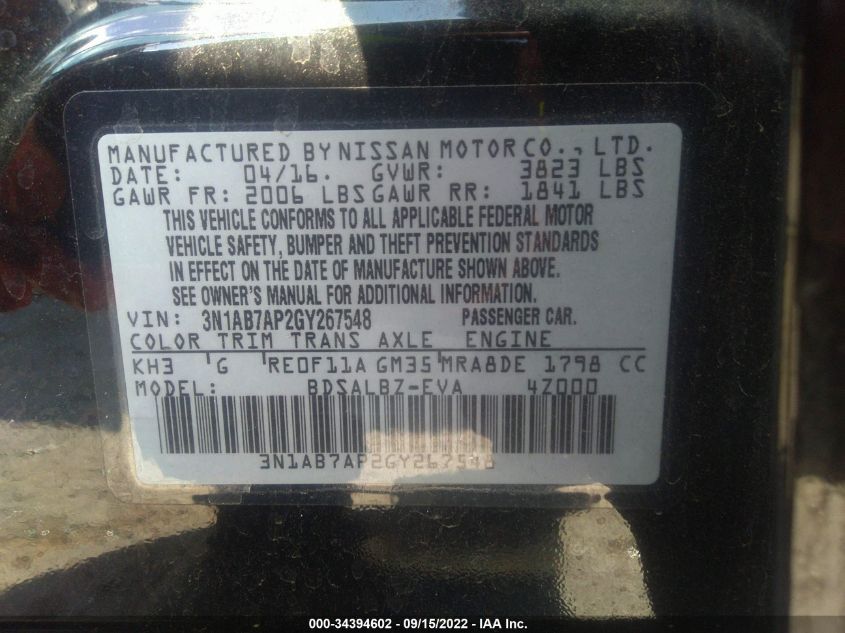 MANUFACTURED BY NISSAN MOTOR CO., LTD.
DATE: 04/16. GVWR: 3823 LBS
GAWR FR: 2006 LBS GAWR RR: 1841 LBS
THIS VEHICLE CONFORMS TO ALL APPLICABLE FEDERAL MOTOR
VEHICLE SAFETY, BUMPER AND THEFT PREVENTION STANDARDS
IN EFFECT ON THE DATE OF MANUFACTURE SHOWN ABOVE.
SEE OWNER'S MANUAL FOR ADDITIONAL INFORMATION.
VIN: 3N1AB7AP2GY267548 PASSENGER CAR.
COLOR TRIM TRANS AXLE ENGINE
KH3 G RE0F11A GM35 MRA8DE 1798 CC
MODEL: BDSALBZ-EVA 4Z000
3N1AB7AP2GY267548
000-34394602 - 09/15/2022 - IAA Inc.